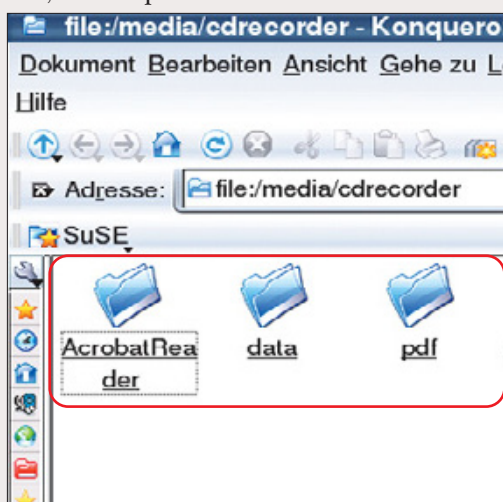 file:/media/cdrecorder - Konquero
Dokument Bearbeiten Ansicht Gehe zu L
Hilfe
Adresse: file:/media/cdrecorder
SuSE
AcrobatRea data pdf
der